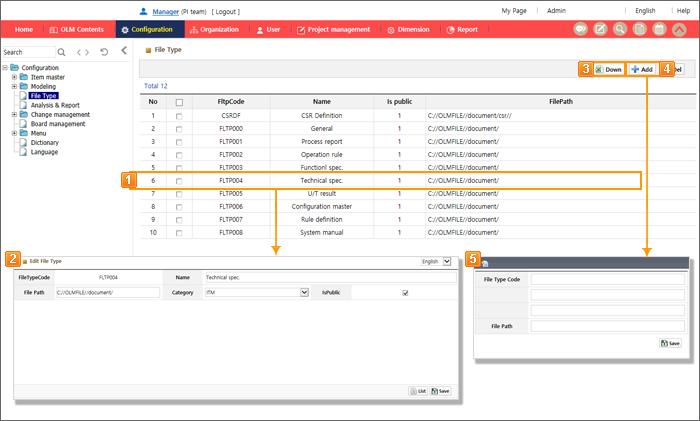 Manager (PI team) [ Logout ]
My Page Admin English Help
Home OLM Contents Configuration Organization User Project management Dimension Report
Search
File Type
Configuration
Item master
Modeling
File Type
Analysis & Report
Change management
Board management
Menu
Dictionary
Language
3 Down Add 4 el
Total 12
No FltpCode Name Is public FilePath
1 CSRDF CSR Definition 1 C://OLMFILE//document/csr//
2 FLTP000 General 1 C://OLMFILE//document/
3 FLTP001 Process report 1 C://OLMFILE//document/
4 FLTP002 Operation rule 1 C://OLMFILE//document/
5 FLTP003 Functionl spec. 1 C://OLMFILE//document/
1
6 FLTP004 Technical spec. 1 C://OLMFILE//document/
7 FLTP005 U/T result 1 C://OLMFILE//document/
8 FLTP006 Configuration master 1 C://OLMFILE//document/
9 FLTP007 Rule definition 1 C://OLMFILE//document/
10 FLTP008 System manual 1 C://OLMFILE//document/
2 Edit File Type English
FileTypeCode FLTP004 Name Technical spec.
File Path C://OLMFILE//document/ Category ITM IsPublic
List Save
5
File Type Code
File Path
Save